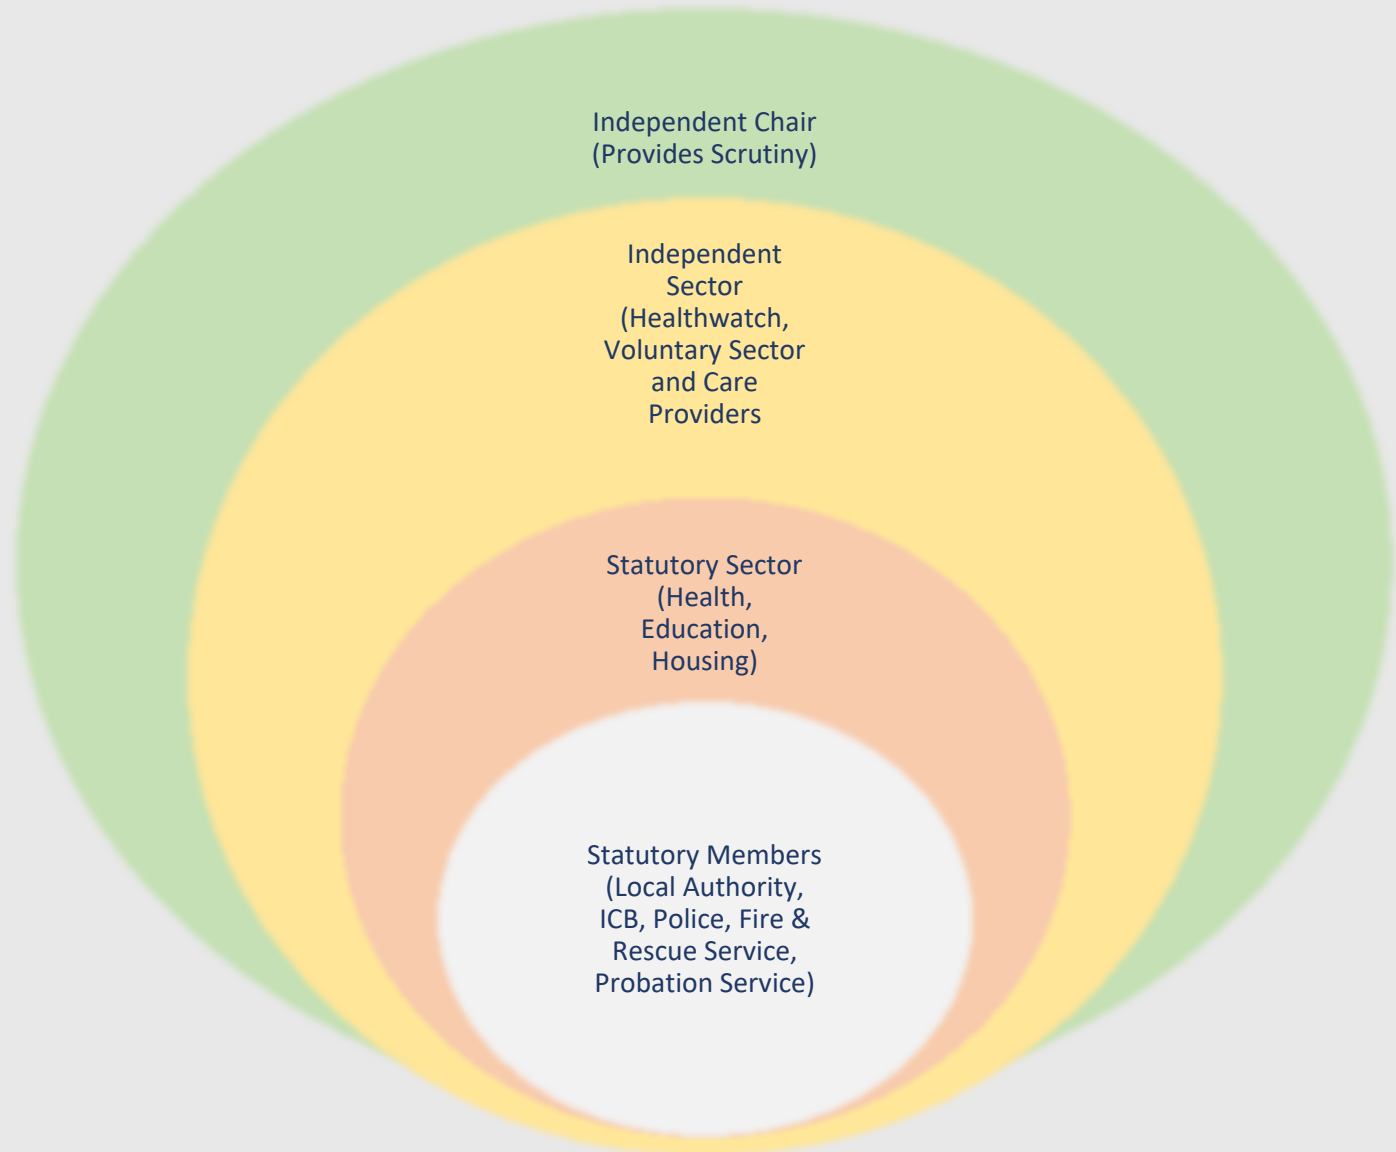 Independent Chair
(Provides Scrutiny)
Independent
Sector
(Healthwatch,
Voluntary Sector
and Care
Providers
Statutory Sector
(Health,
Education,
Housing)
Statutory Members
(Local Authority,
ICB, Police, Fire &
Rescue Service,
Probation Service)